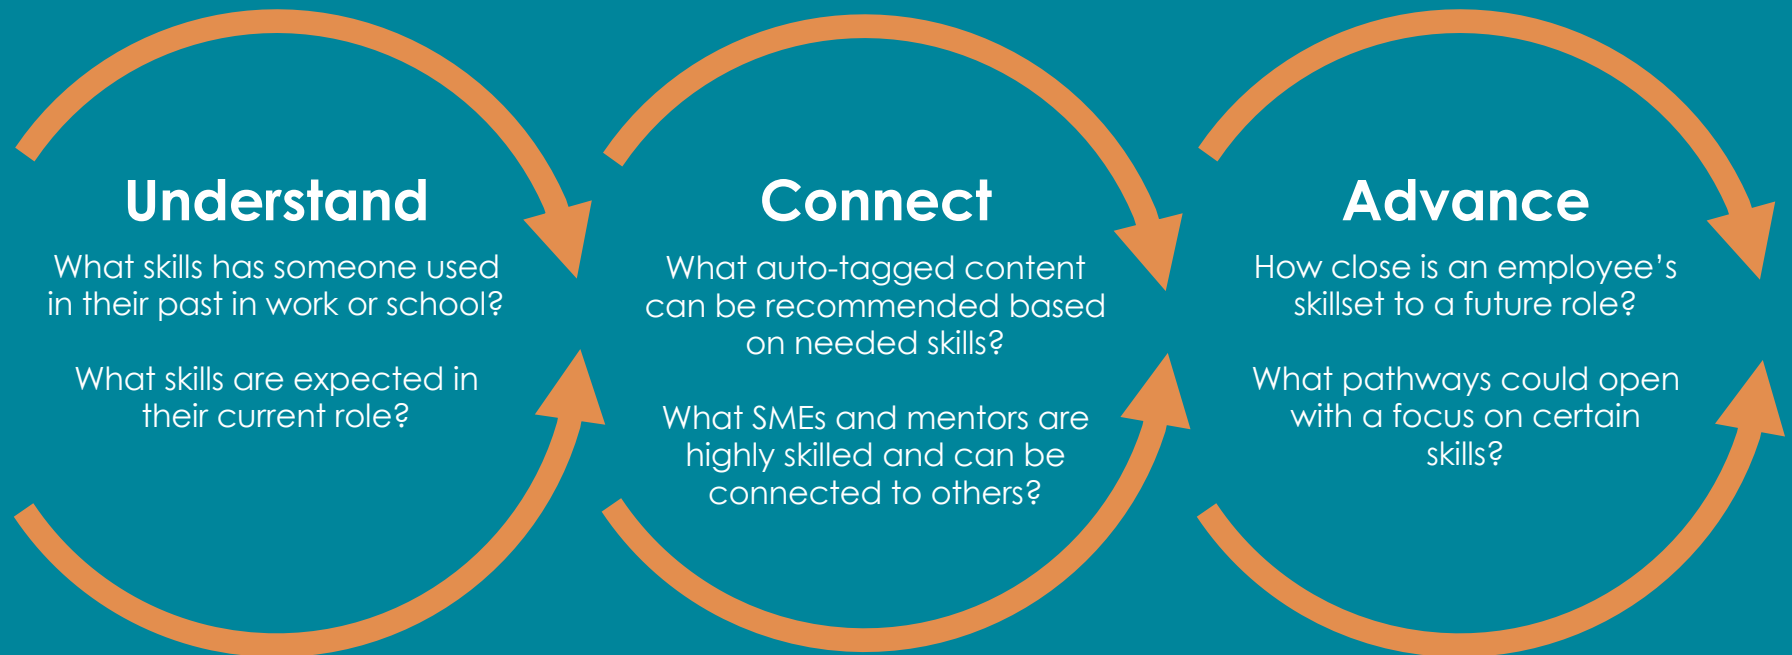 Understand
What skills has someone used
in their past in work or school?
What skills are expected in
their current role?
Connect
What auto-tagged content
can be recommended based
on needed skills?
What SMEs and mentors are
highly skilled and can be
connected to others?
Advance
How close is an employee’s
skillset to a future role?
What pathways could open
with a focus on certain
skills?